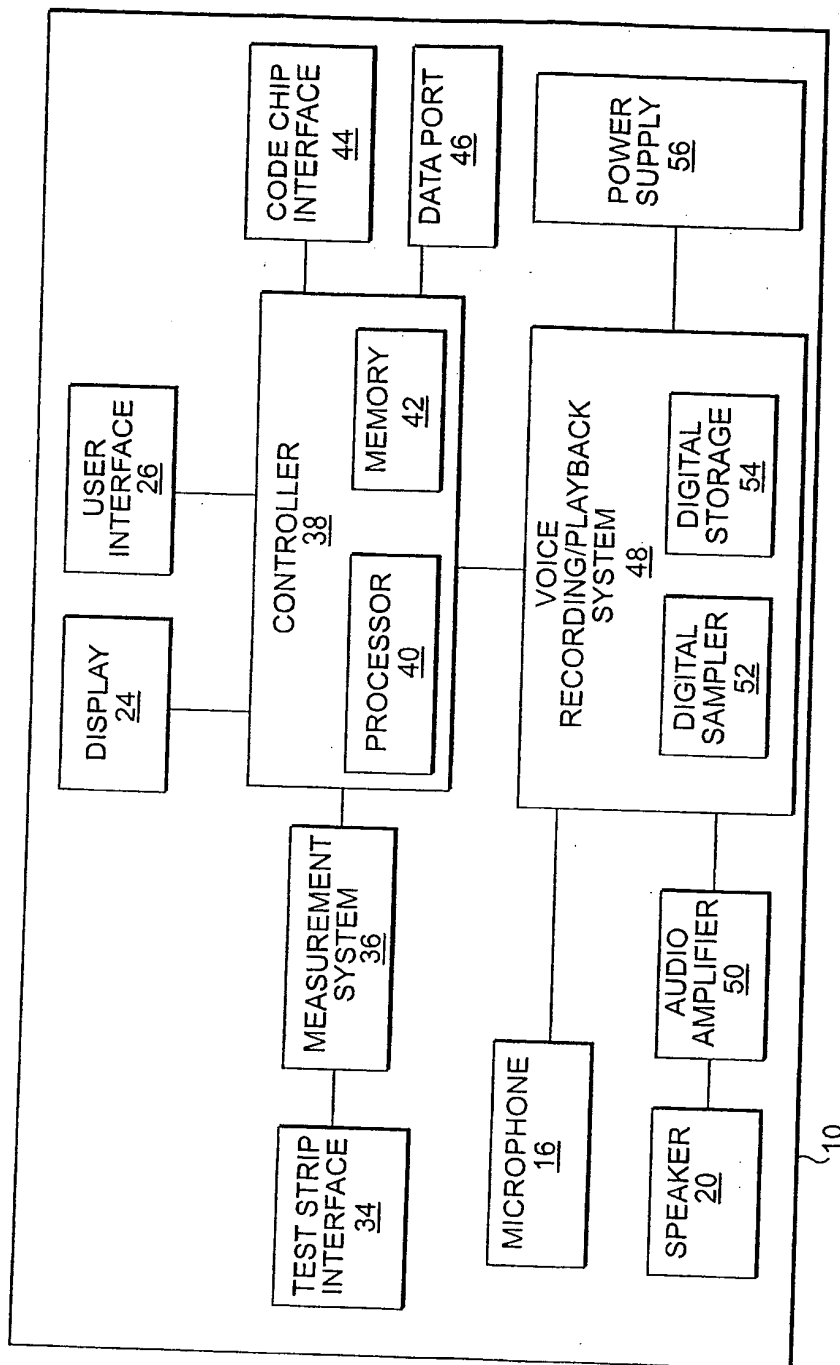 DISPLAY
24
USER
INTERFACE
26
TEST STRIP
INTERFACE
34
MEASUREMENT
SYSTEM
36
CONTROLLER
38
PROCESSOR
40
MEMORY
42
CODE CHIP
INTERFACE
44
DATA PORT
46
MICROPHONE
16
SPEAKER
20
AUDIO
AMPLIFIER
50
VOICE
RECORDING/PLAYBACK
SYSTEM
48
DIGITAL
SAMPLER
52
DIGITAL
STORAGE
54
POWER
SUPPLY
56
10